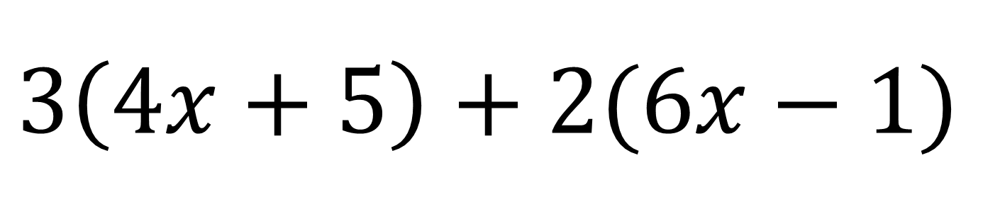 3(4x + 5) + 2(6x − 1)